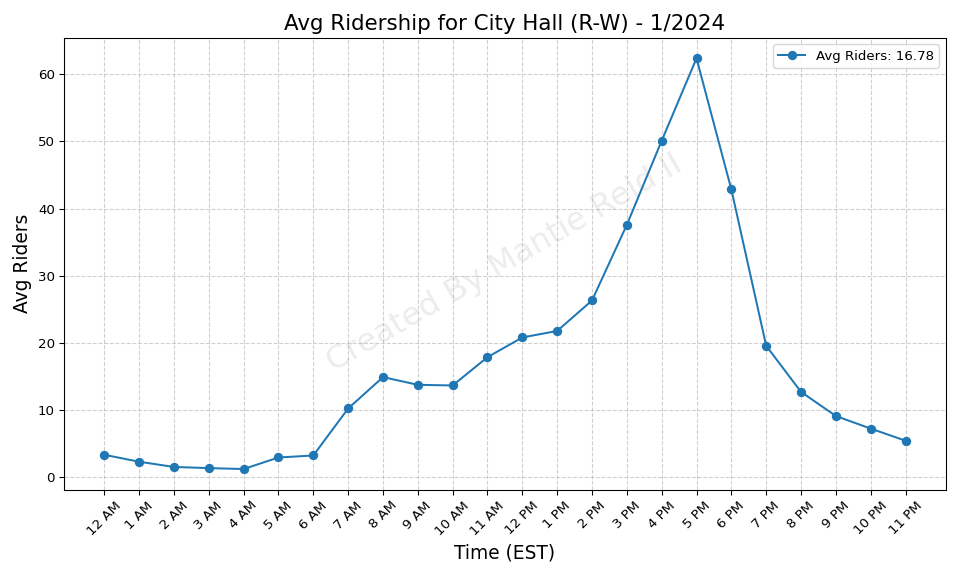 Avg Ridership for City Hall (R-W) - 1/2024
Avg Riders: 16.78
Avg Riders
60
50
40
30
20
10
0
Created By Mantie Reid II
12 AM
1 AM
2 AM
3 AM
4 AM
5 AM
6 AM
7 AM
8 AM
9 AM
10 AM
11 AM
12 PM
1 PM
2 PM
3 PM
4 PM
5 PM
6 PM
7 PM
8 PM
9 PM
10 PM
11 PM
Time (EST)